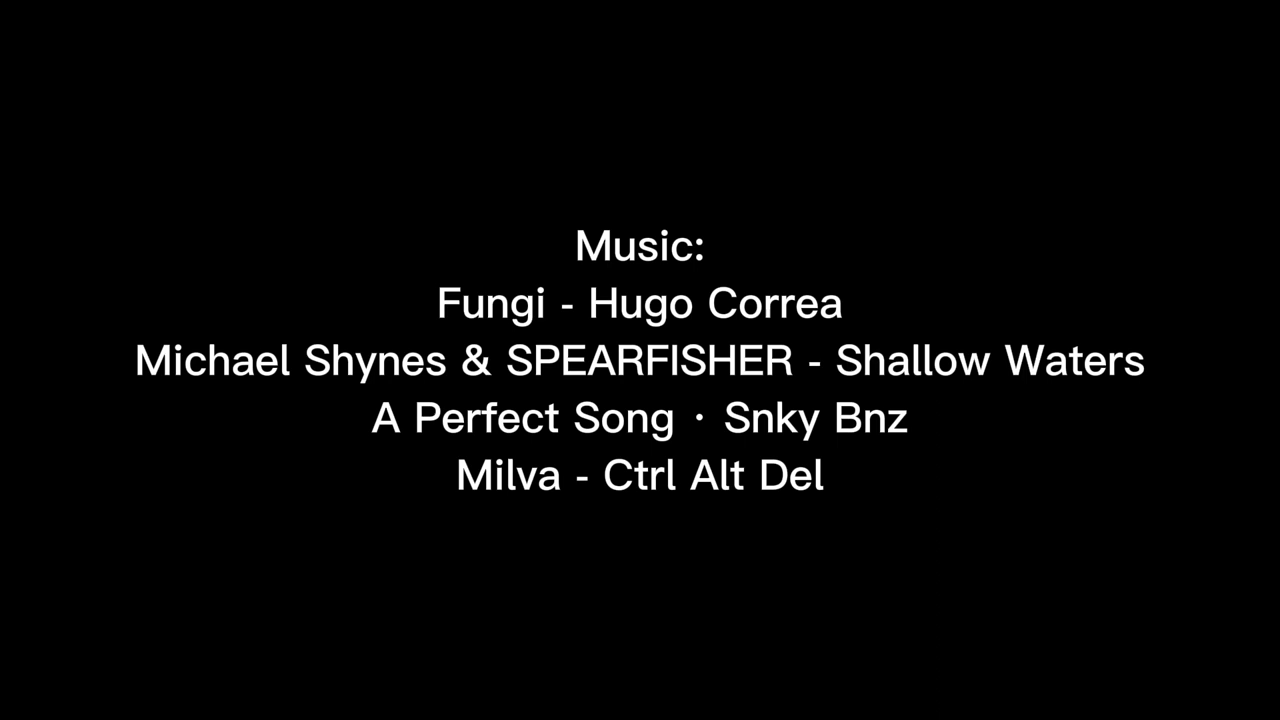 Music:
Fungi - Hugo Correa
Michael Shynes & SPEARFISHER - Shallow Waters
A Perfect Song · Snky Bnz
Milva - Ctrl Alt Del